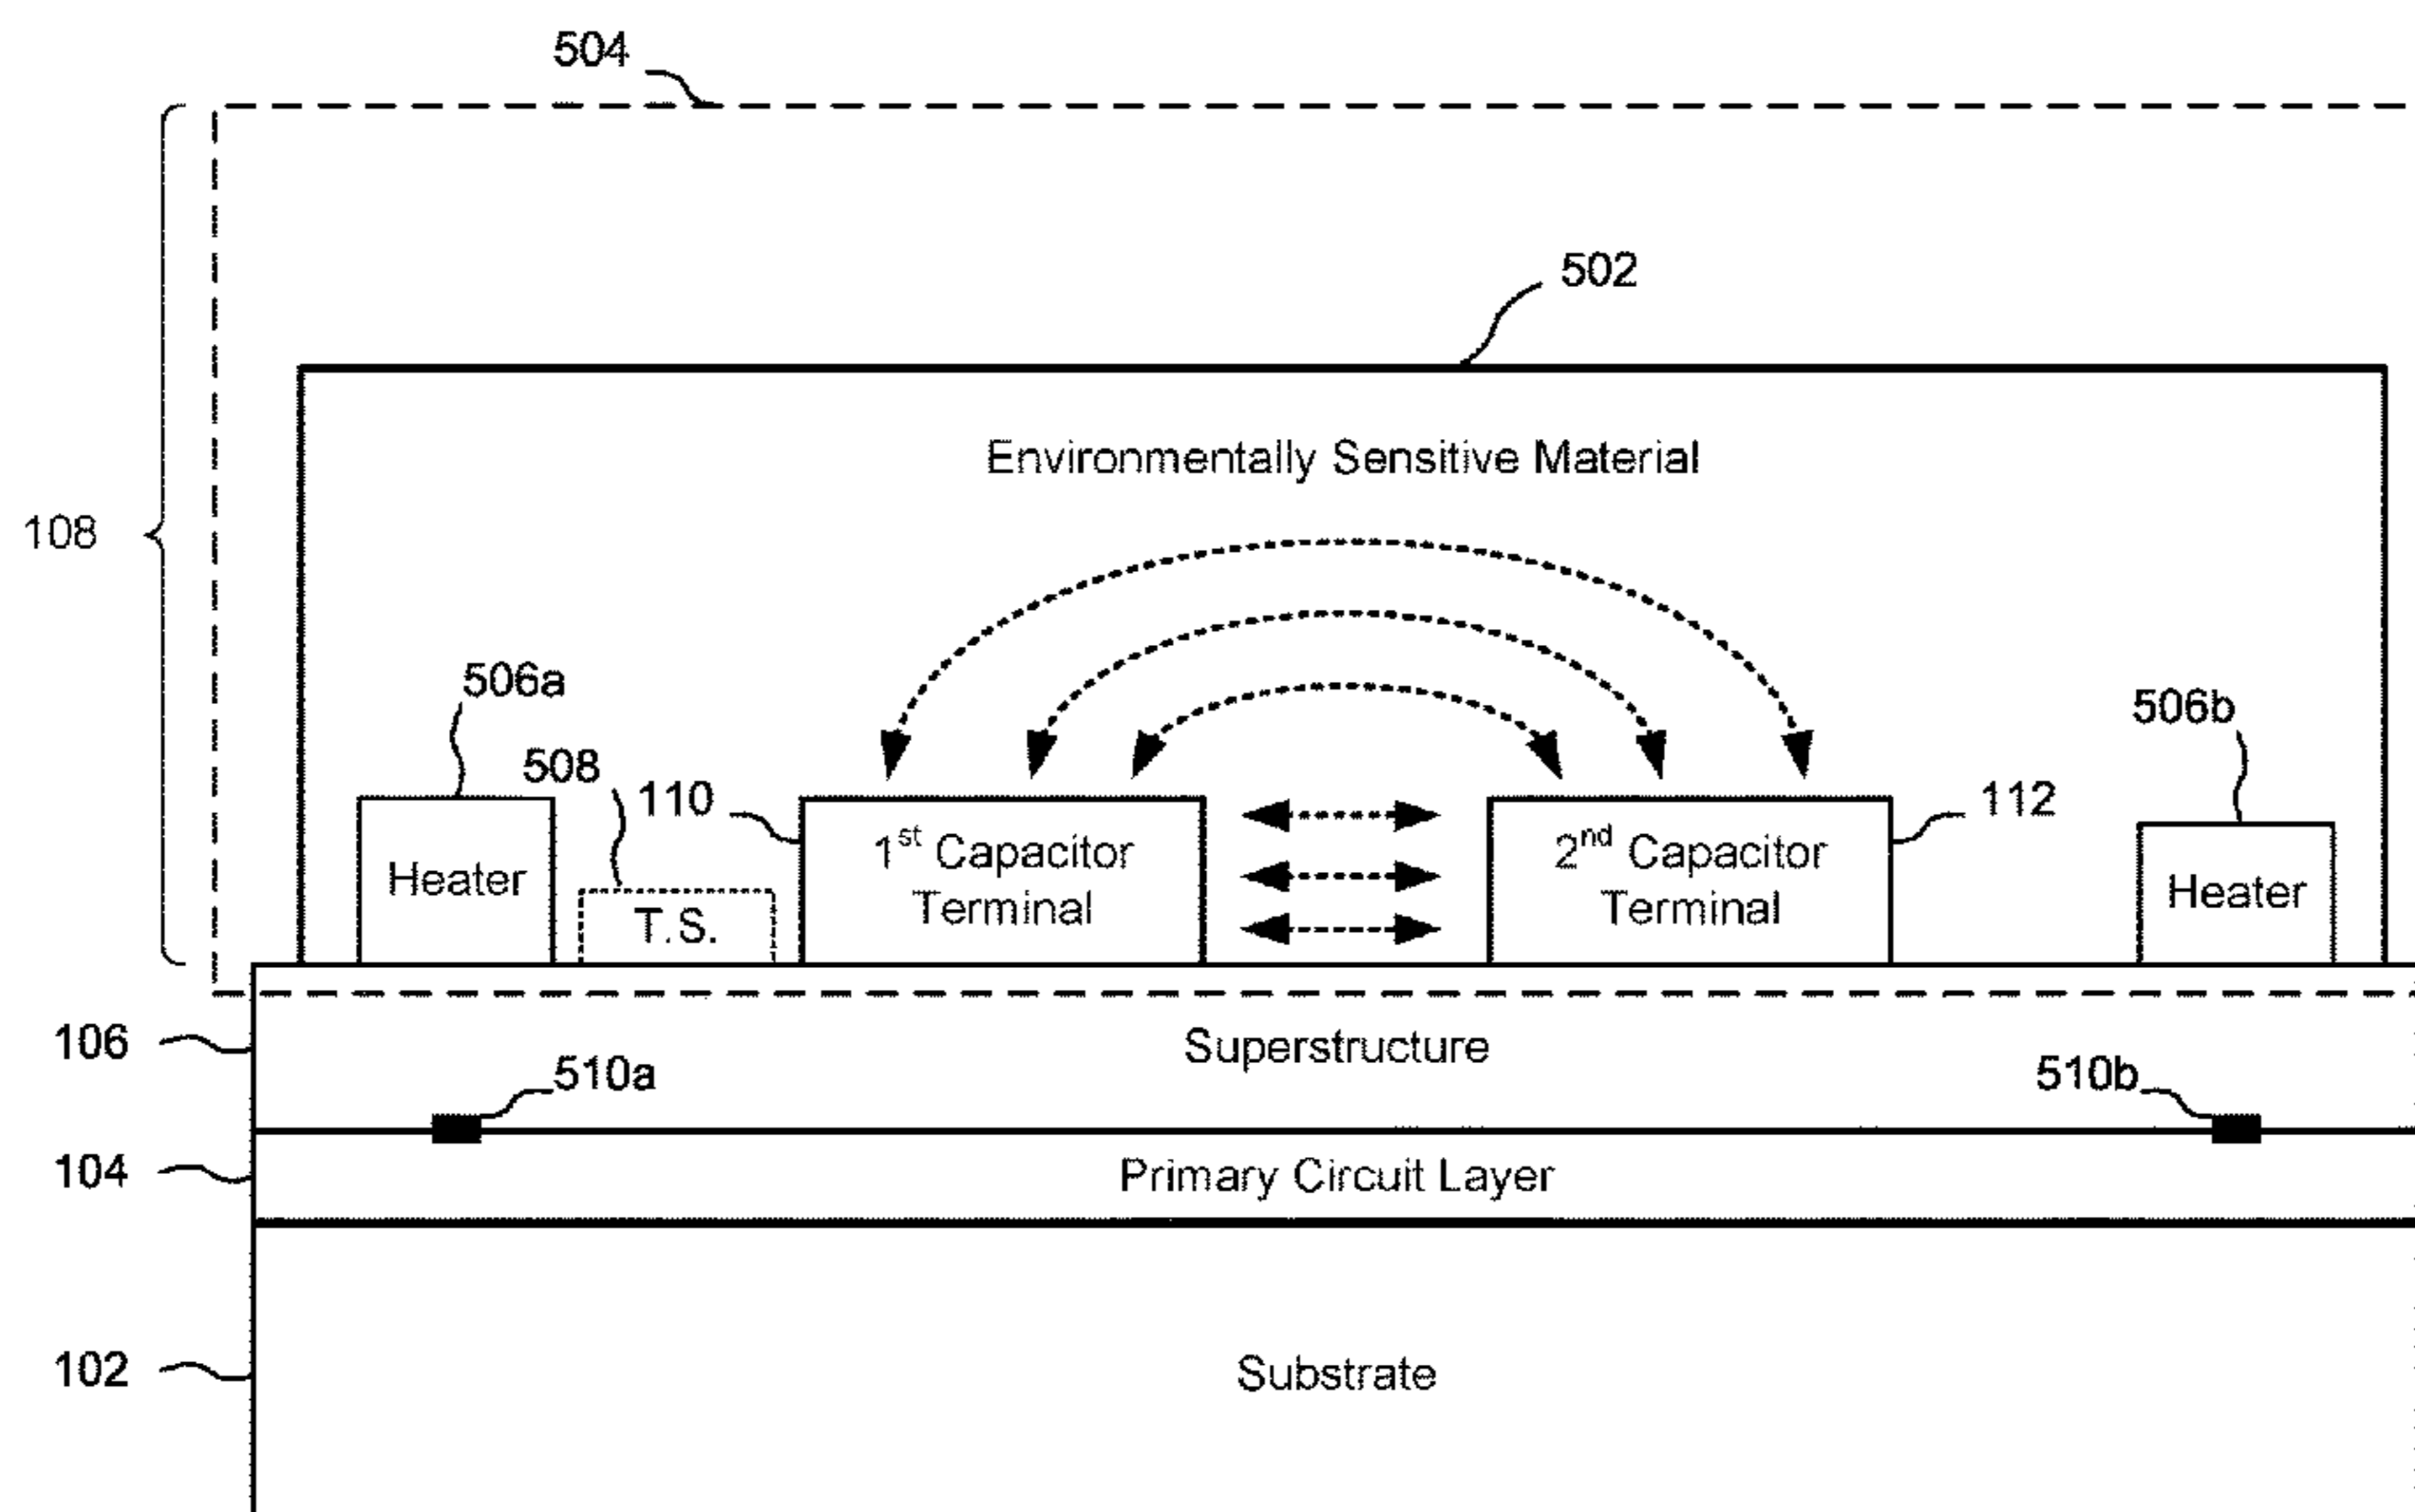 504
502
Environmentally Sensitive Material
108
506a
506b
508
110
112
1st Capacitor
Terminal
2nd Capacitor
Terminal
Heater
Heater
T.S.
106
Superstructure
510a
510b
104
Primary Circuit Layer
102
Substrate